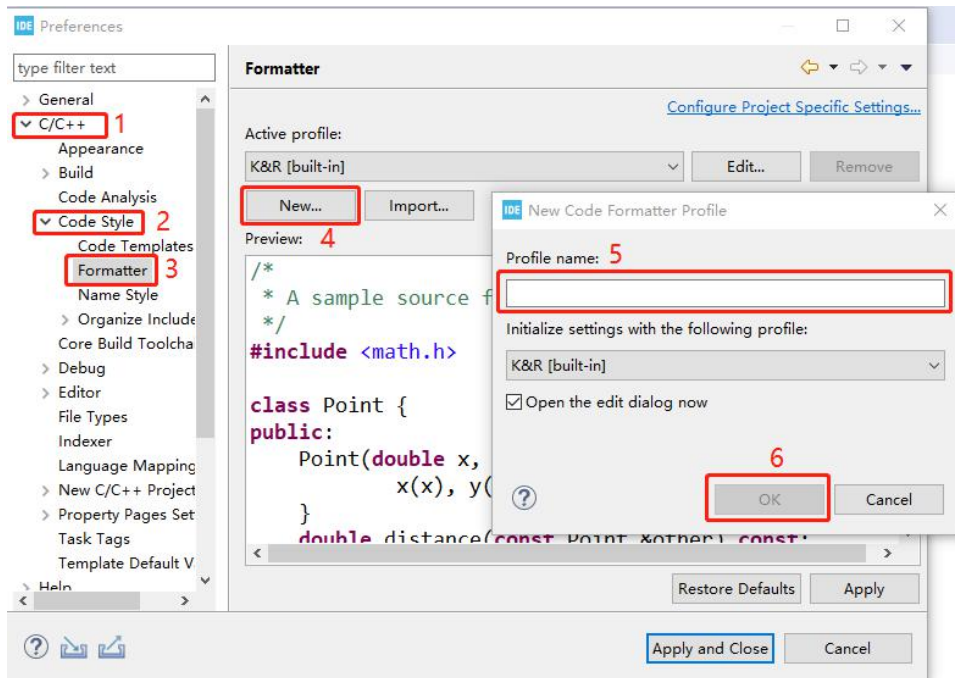 IDE Preferences
type filter text
General
C/C++ 1
Appearance
Build
Code Analysis
Code Style 2
Code Templates
Formatter 3
Name Style
Organize Include
Core Build Toolcha
Debug
Editor
File Types
Indexer
Language Mapping
New C/C++ Project
Property Pages Set
Task Tags
Template Default V
Help
Formatter
Configure Project Specific Settings...
Active profile:
K&R [built-in]
Edit...
Remove
New...
Import...
4
Preview:
/*
* A sample source f
*/
#include <math.h>
class Point {
public:
Point(double x,
x(x), y(
}
double distance(const Point &other) const;
IDE New Code Formatter Profile
Profile name: 5
Initialize settings with the following profile:
K&R [built-in]
Open the edit dialog now
6
OK
Cancel
Restore Defaults
Apply
Apply and Close
Cancel